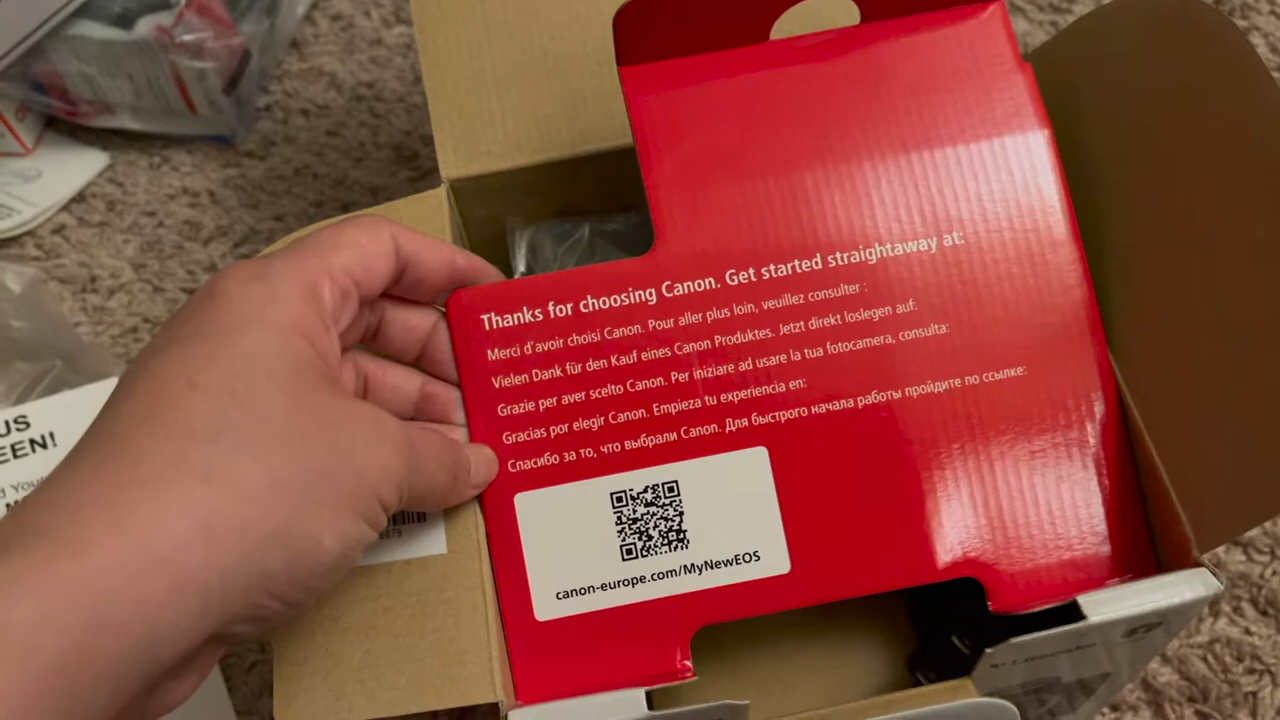 Thanks for choosing Canon. Get started straightaway at:
Merci d'avoir choisi Canon. Pour aller plus loin, veuillez consulter :
Vielen Dank für den Kauf eines Canon Produktes. Jetzt direkt loslegen auf:
Grazie per aver scelto Canon. Per iniziare ad usare la tua fotocamera, consulta:
Gracias por elegir Canon. Empieza tu experiencia en:
Спасибо за то, что выбрали Canon. Для быстрого начала работы пройдите по ссылке:
canon-europe.com/MyNewEOS
US
EEN!